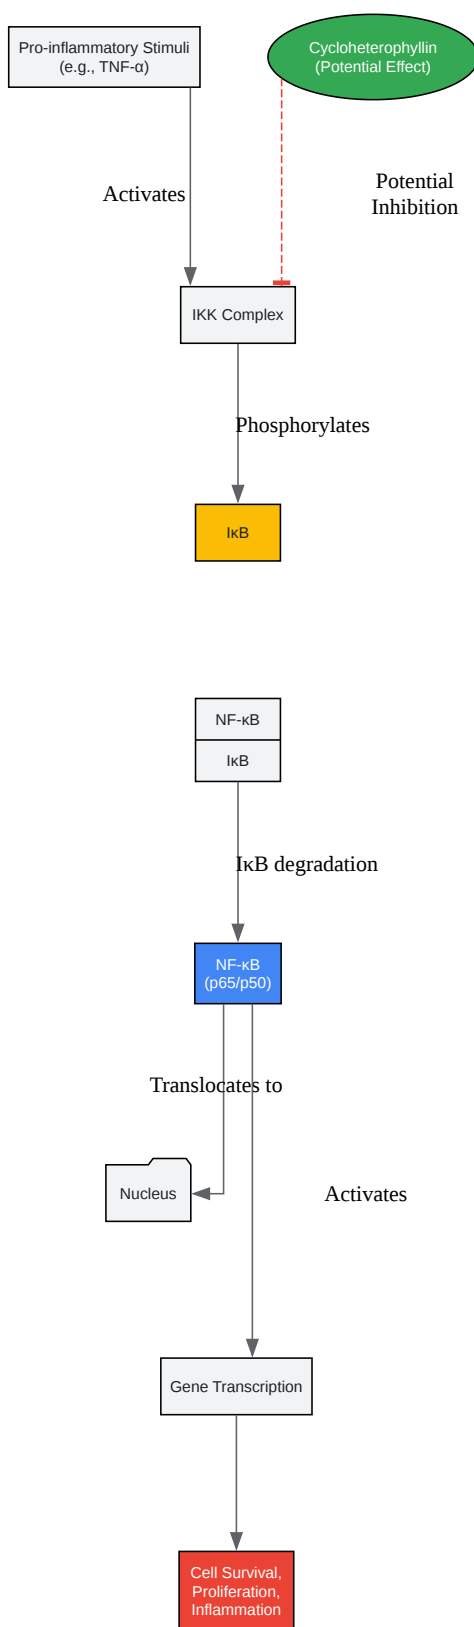 Pro-inflammatory Stimuli
(e.g., TNF-α)
Cycloheterophyllin
(Potential Effect)
Activates
Potential
Inhibition
IKK Complex
Phosphorylates
IκB
NF-κB
IκB
IκB degradation
NF-κB
(p65/p50)
Translocates to
Nucleus
Activates
Gene Transcription
Cell Survival,
Proliferation,
Inflammation